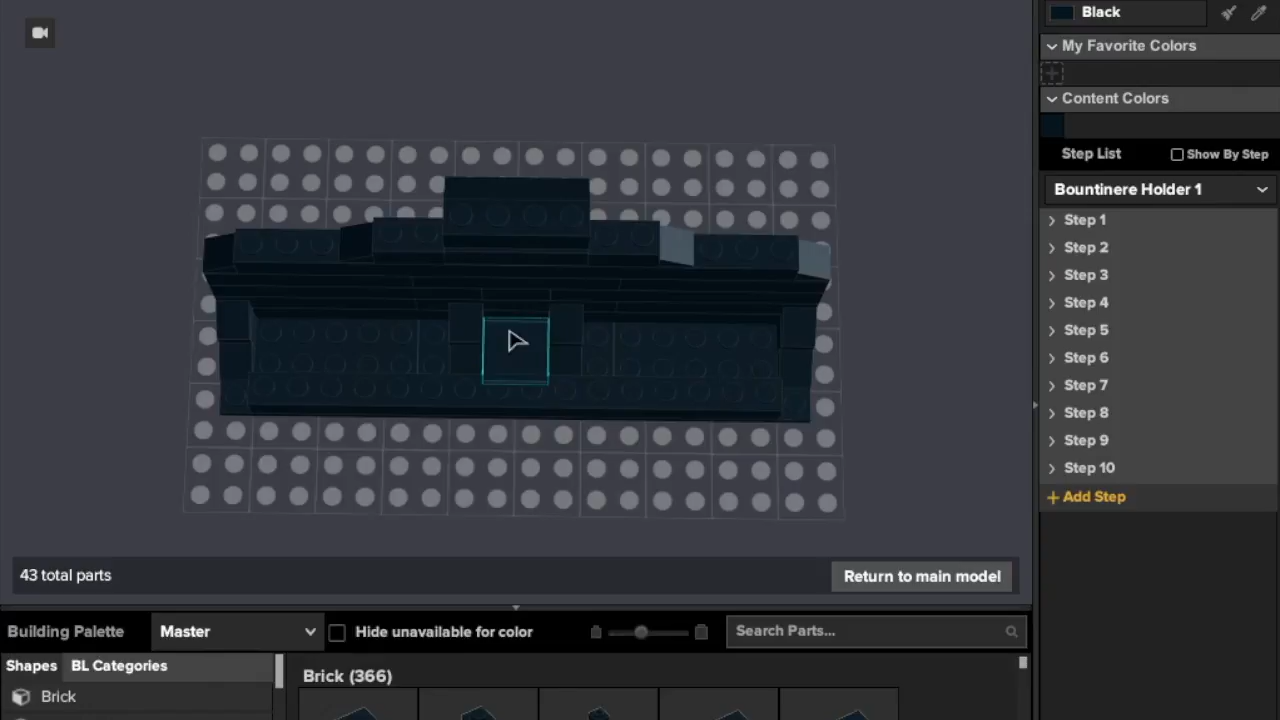 Black
My Favorite Colors
Content Colors
Step List
Show By Step
Bountinere Holder 1
Step 1
Step 2
Step 3
Step 4
Step 5
Step 6
Step 7
Step 8
Step 9
Step 10
+ Add Step
43 total parts
Return to main model
Building Palette
Master
Hide unavailable for color
Search Parts...
Shapes
BL Categories
Brick (366)
Brick